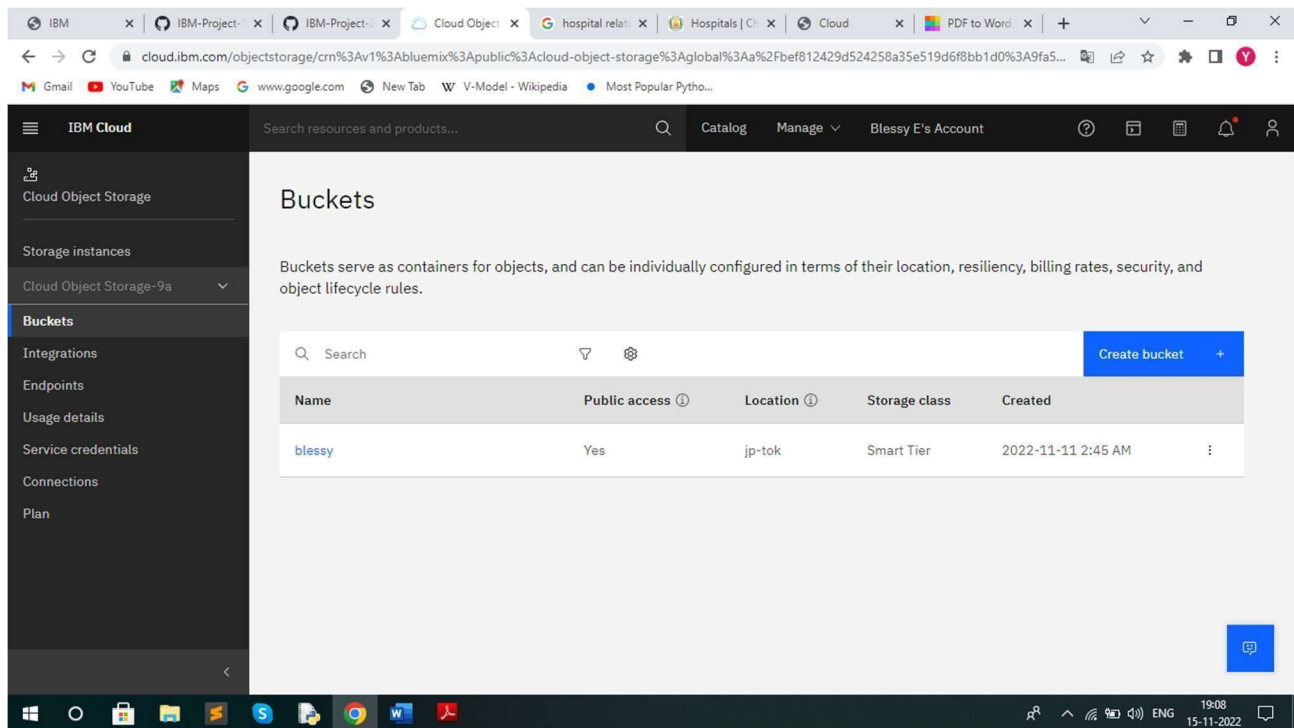 IBM
IBM-Project-1
IBM-Project-2
Cloud Object
hospital relat
Hospitals | Ch
Cloud
PDF to Word
cloud.ibm.com/objectstorage/crn%3Av1%3Abluemix%3Apublic%3Acloud-object-storage%3Aglobal%3Aa%2Fbef812429d524258a35e519d6f8bb1d0%3A9fa5...
Y
Gmail YouTube Maps www.google.com New Tab V-Model - Wikipedia Most Popular Pytho...
IBM Cloud
Search resources and products...
Catalog Manage Blessy E's Account
Cloud Object Storage
Storage instances
Cloud Object Storage-9a
Buckets
Integrations
Endpoints
Usage details
Service credentials
Connections
Plan
Buckets
Buckets serve as containers for objects, and can be individually configured in terms of their location, resiliency, billing rates, security, and
object lifecycle rules.
Search
Create bucket +
Name Public access Location Storage class Created
blessy Yes jp-tok Smart Tier 2022-11-11 2:45 AM
ENG
19:08
15-11-2022